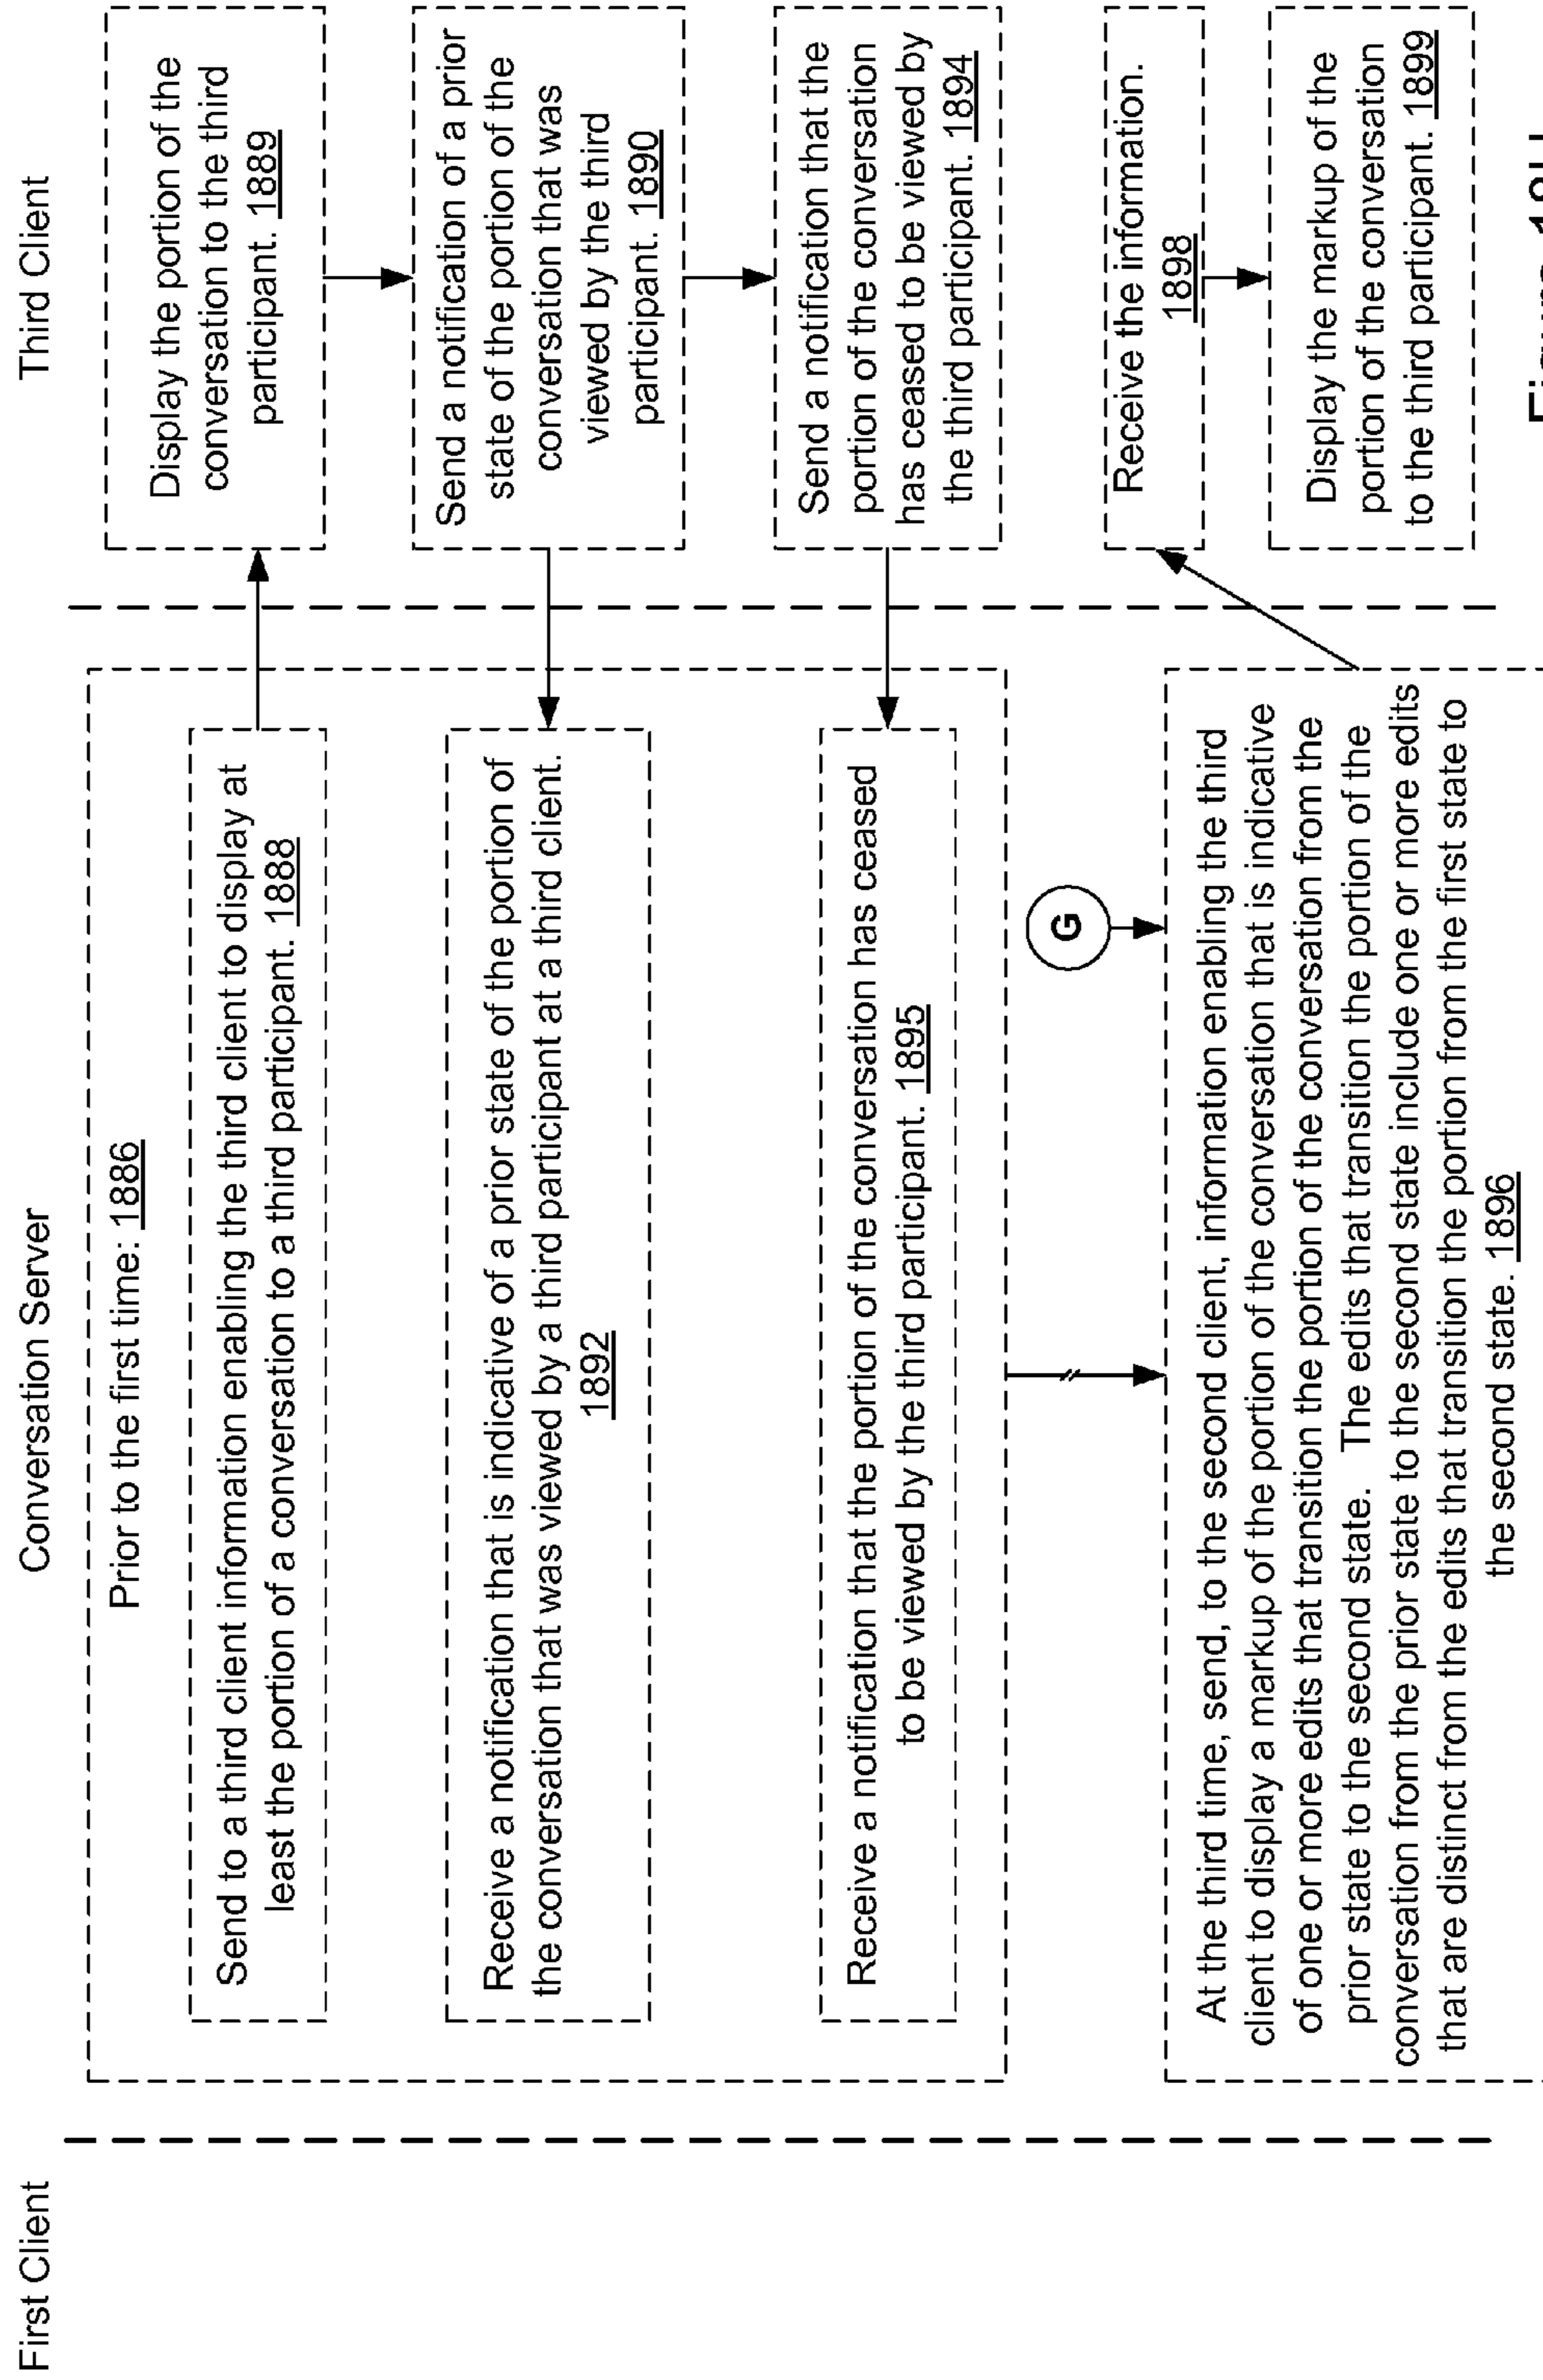 First Client
Conversation Server
Third Client
Prior to the first time: 1886
Send to a third client information enabling the third client to display at
least the portion of a conversation to a third participant. 1888
Display the portion of the
conversation to the third
participant. 1889
Send a notification of a prior
state of the portion of the
conversation that was
viewed by the third
participant. 1890
Receive a notification that is indicative of a prior state of the portion of
the conversation that was viewed by a third participant at a third client.
1892
Send a notification that the
portion of the conversation
has ceased to be viewed by
the third participant. 1894
Receive a notification that the portion of the conversation has ceased
to be viewed by the third participant. 1895
G
At the third time, send, to the second client, information enabling the third
client to display a markup of the portion of the conversation that is indicative
of one or more edits that transition the portion of the conversation from the
prior state to the second state. The edits that transition the portion of the
conversation from the prior state to the second state include one or more edits
that are distinct from the edits that transition the portion from the first state to
the second state. 1896
Receive the information.
1898
Display the markup of the
portion of the conversation
to the third participant. 1899